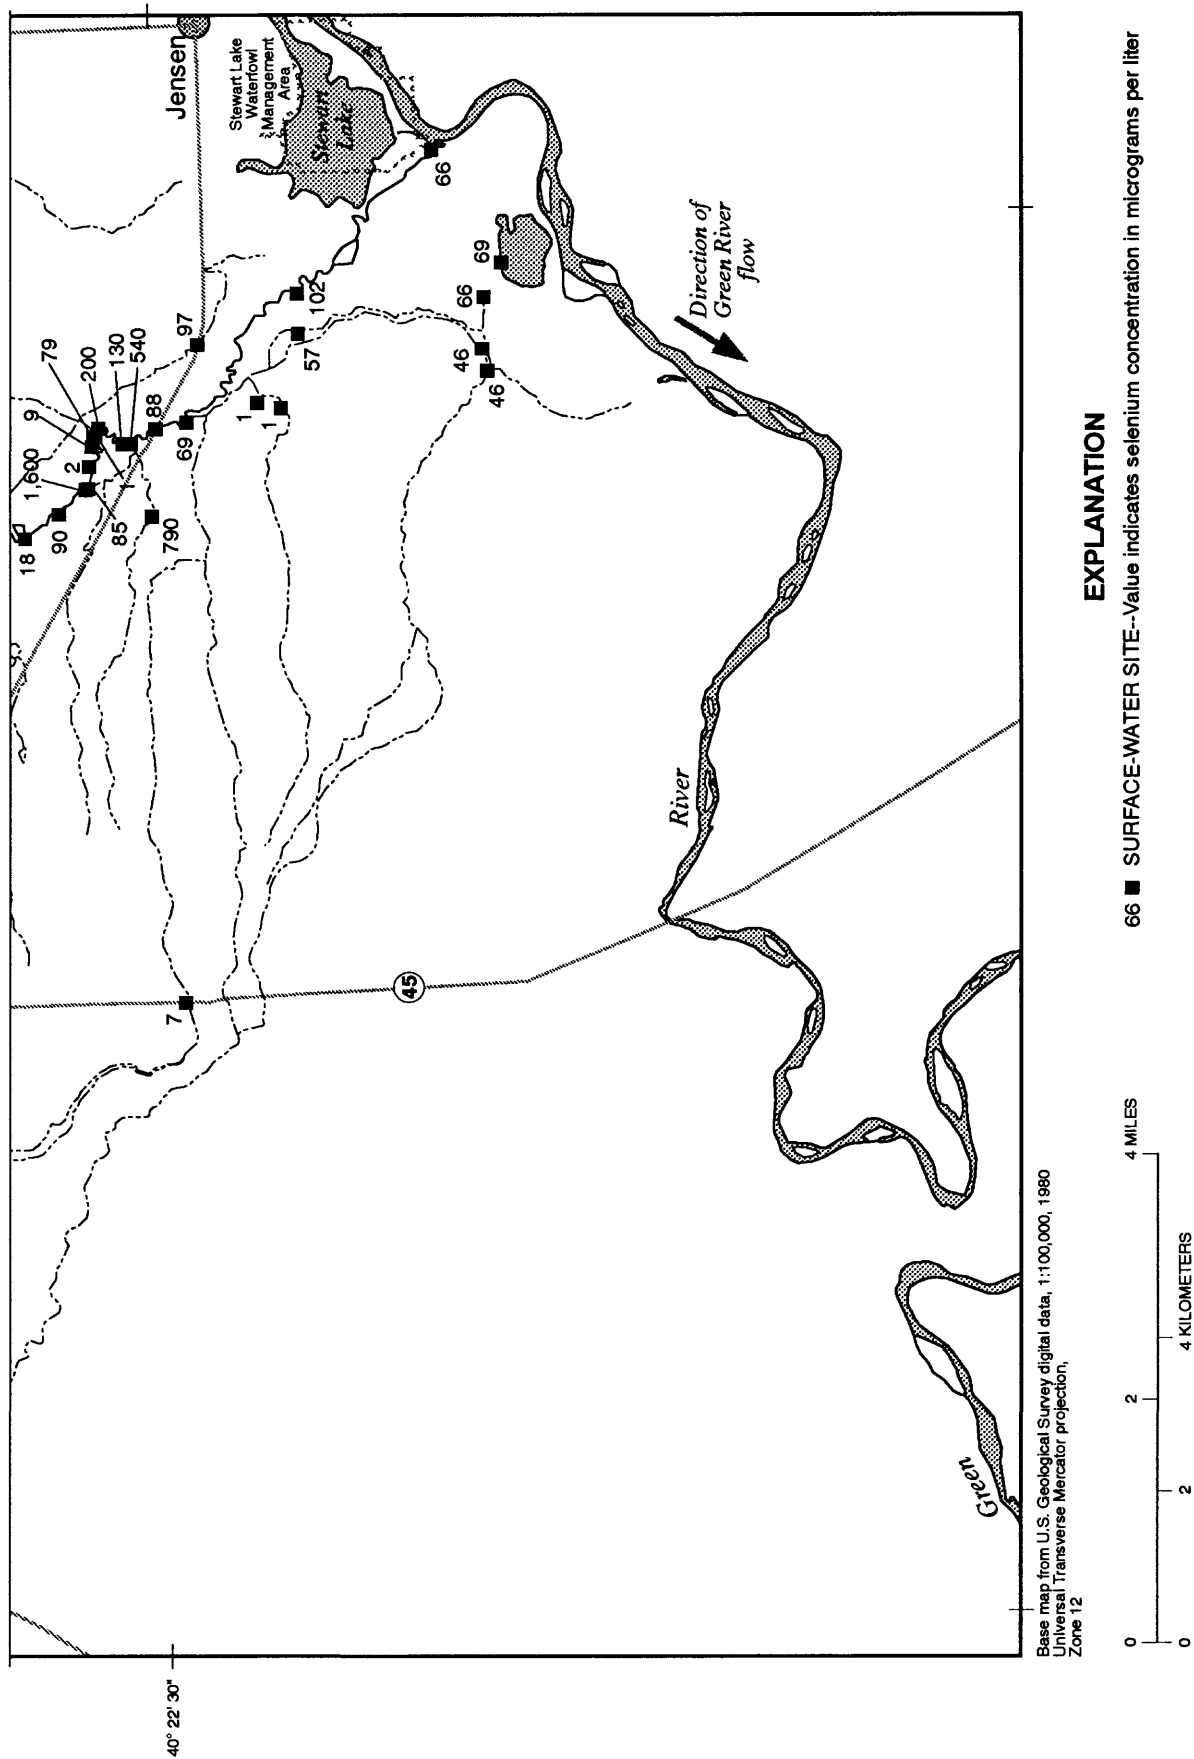 Jensen
Stewart Lake
Waterfowl
Management
Area
Stewart
Lake
79
200
130
540
97
9
88
1,600
2
1
69
18
90
85
790
102
57
1
1
66
69
66
46
46
7
45
Direction of
Green River
flow
River
Green
40° 22' 30"
Base map from U.S. Geological Survey digital data, 1:100,000, 1980
Universal Transverse Mercator projection,
Zone 12
0 2 4 MILES
0 2 4 KILOMETERS
EXPLANATION
66 ■ SURFACE-WATER SITE--Value indicates selenium concentration in micrograms per liter